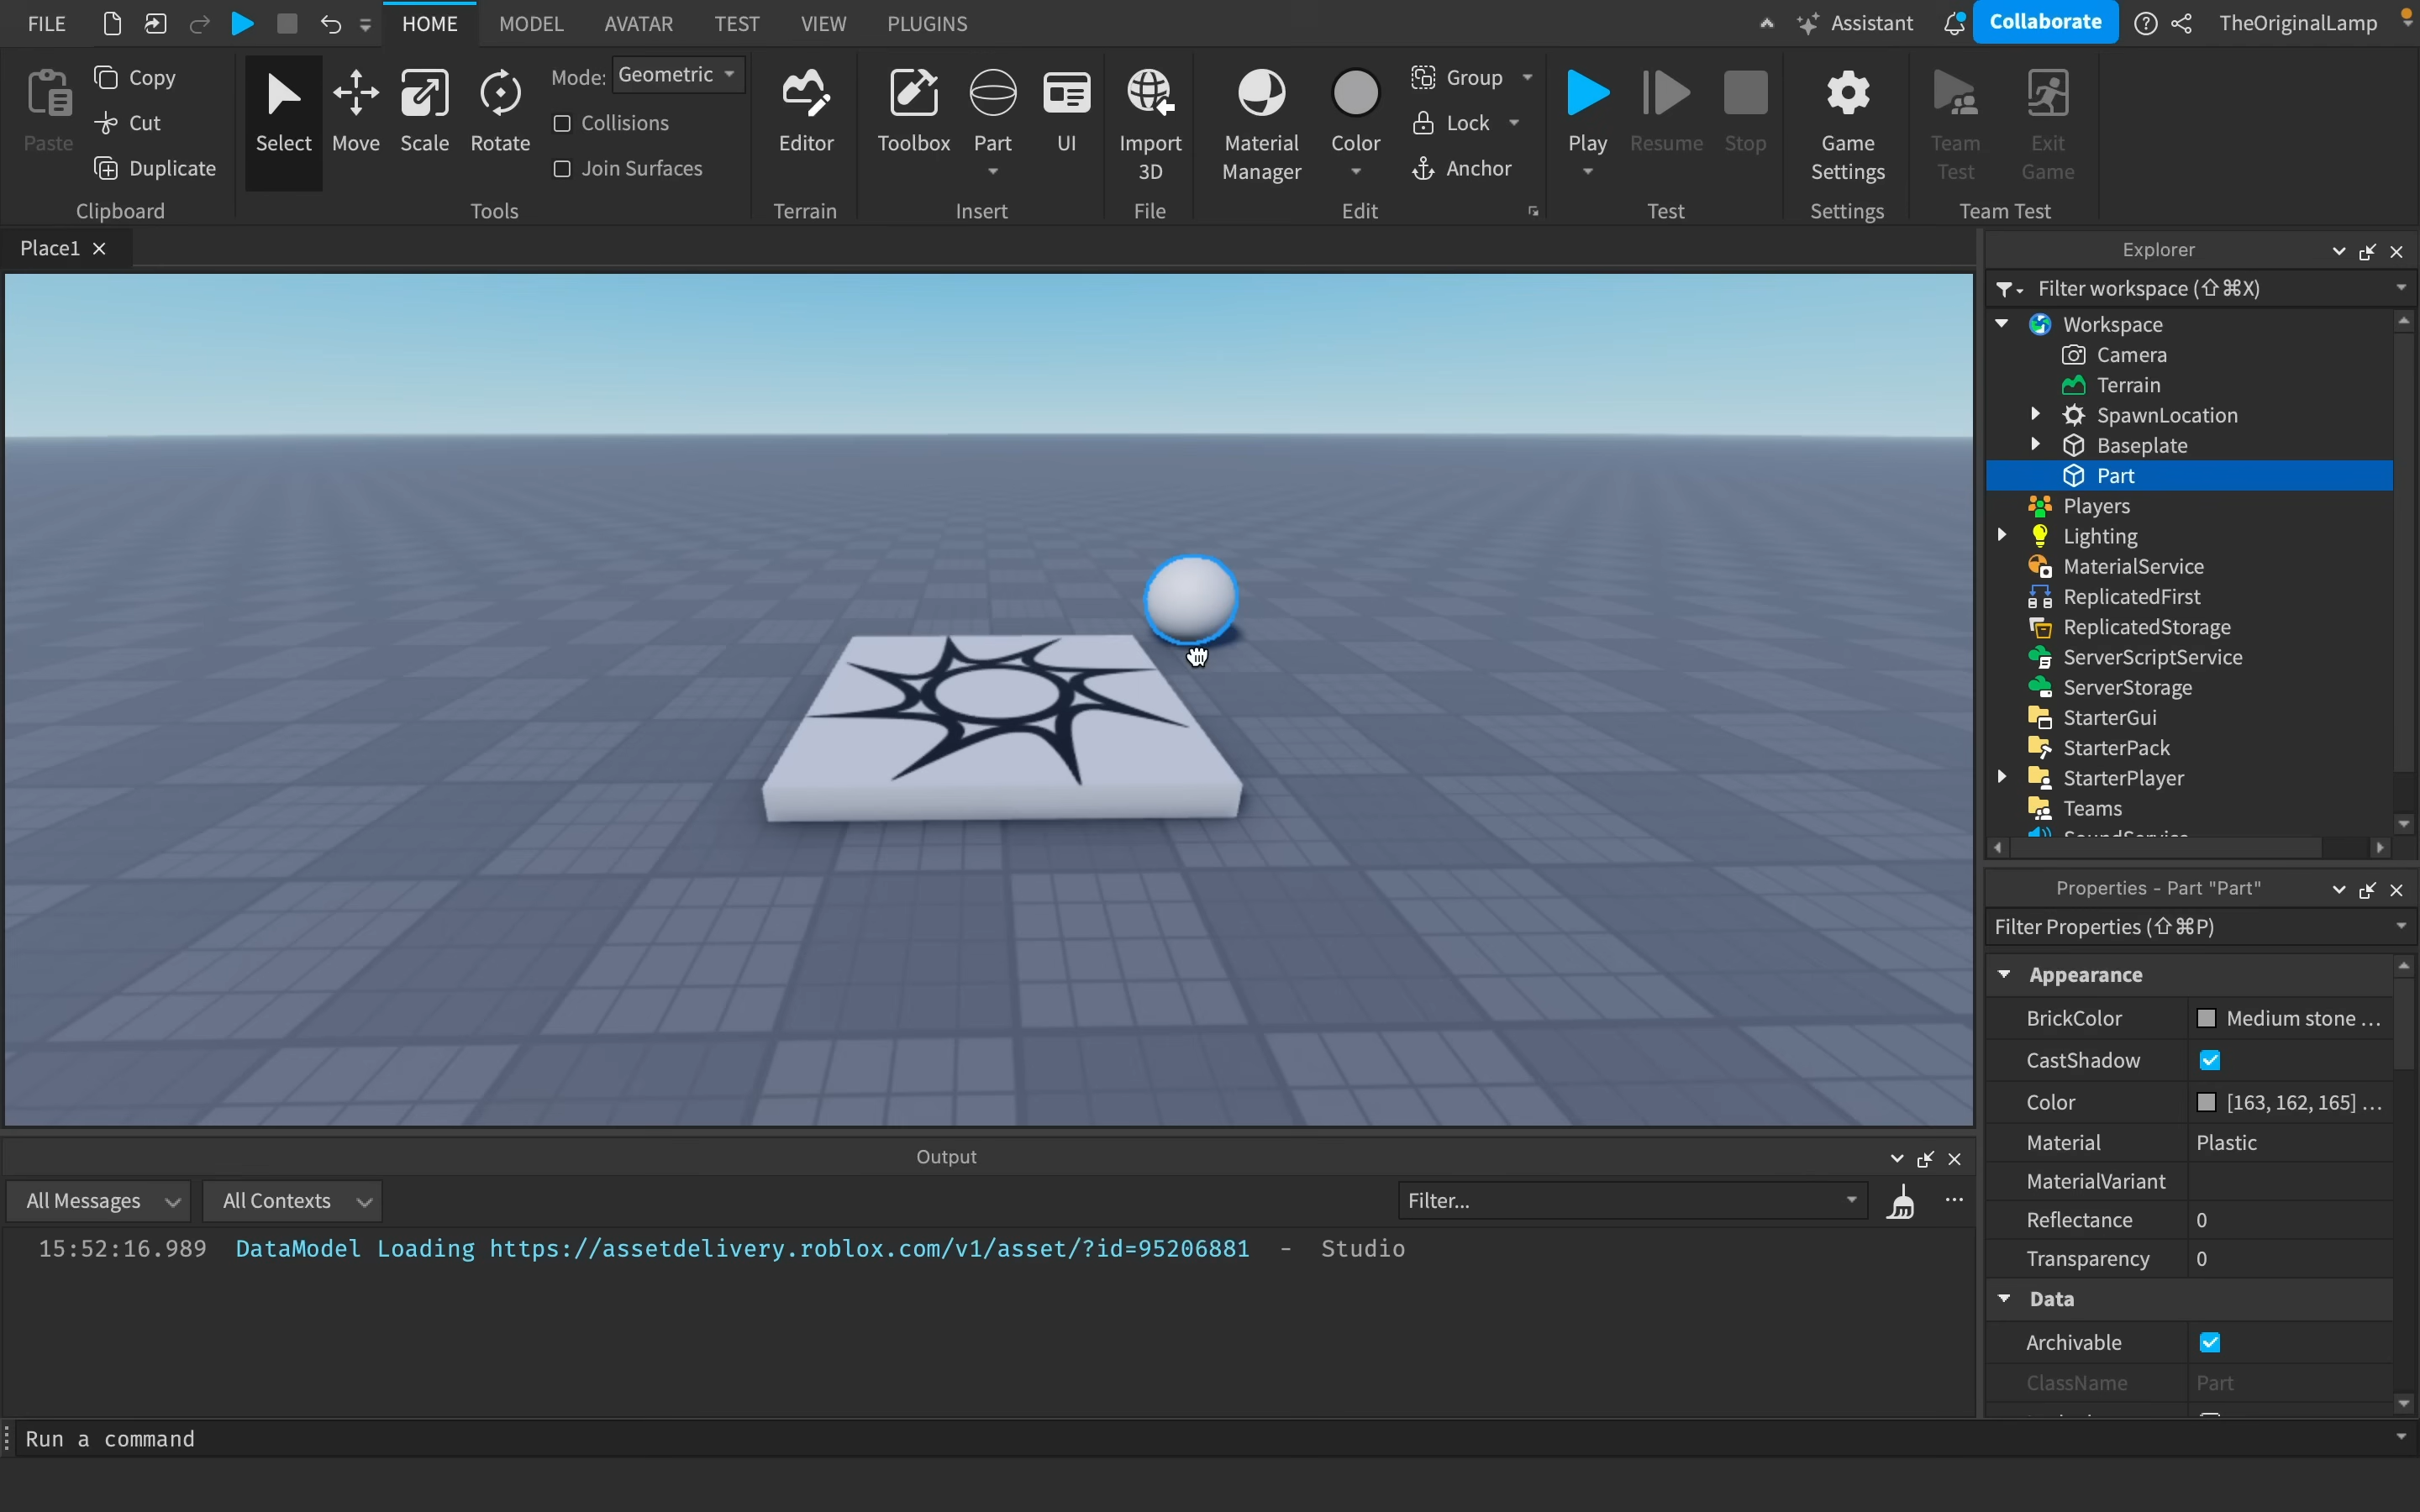 FILE
HOME
MODEL
AVATAR
TEST
VIEW
PLUGINS
Assistant
Collaborate
TheOriginalLamp
Paste
Copy
Cut
Duplicate
Clipboard
Select
Move
Scale
Rotate
Mode: Geometric
Collisions
Join Surfaces
Tools
Editor
Terrain
Toolbox
Part
UI
Insert
Import
3D
File
Material
Manager
Color
Group
Lock
Anchor
Edit
Play
Resume
Stop
Test
Game
Settings
Settings
Team
Test
Exit
Game
Team Test
Place1
Explorer
Filter workspace (⇧⌘X)
Workspace
Camera
Terrain
SpawnLocation
Baseplate
Part
Players
Lighting
MaterialService
ReplicatedFirst
ReplicatedStorage
ServerScriptService
ServerStorage
StarterGui
StarterPack
StarterPlayer
Teams
Properties - Part "Part"
Filter Properties (⇧⌘P)
Appearance
BrickColor Medium stone ...
CastShadow
Color [163, 162, 165] ...
Material Plastic
MaterialVariant
Reflectance 0
Transparency 0
Data
Archivable
ClassName Part
Output
All Messages
All Contexts
Filter...
15:52:16.989 DataModel Loading https://assetdelivery.roblox.com/v1/asset/?id=95206881 - Studio
Run a command